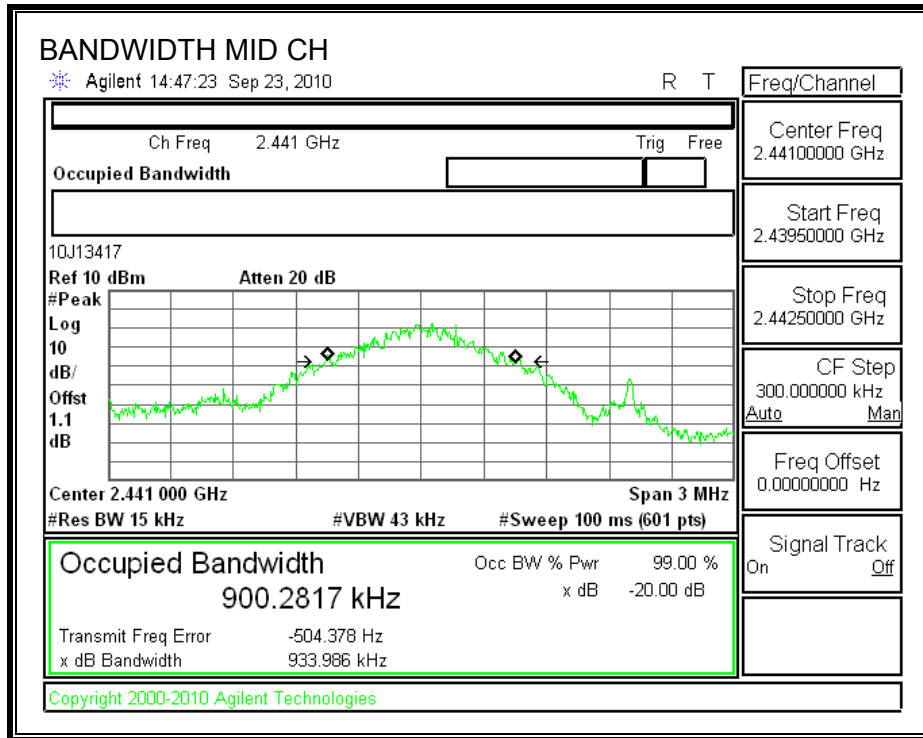 BANDWIDTH MID CH
Agilent 14:47:23 Sep 23, 2010 R T
Freq/Channel
Ch Freq 2.441 GHz Trig Free
Occupied Bandwidth
Center Freq
2.44100000 GHz
Start Freq
2.43950000 GHz
Stop Freq
2.44250000 GHz
CF Step
300.000000 kHz
Auto Man
Freq Offset
0.00000000 Hz
Signal Track
On Off
10J13417
Ref 10 dBm Atten 20 dB
#Peak
Log
10
dB/
Offst
1.1
dB
Center 2.441 000 GHz Span 3 MHz
#Res BW 15 kHz #VBW 43 kHz #Sweep 100 ms (601 pts)
Occupied Bandwidth Occ BW % Pwr 99.00 %
900.2817 kHz x dB -20.00 dB
Transmit Freq Error -504.378 Hz
x dB Bandwidth 933.986 kHz
Copyright 2000-2010 Agilent Technologies